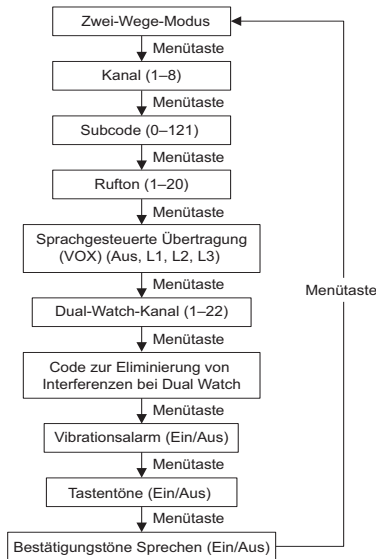 Zwei-Wege-Modus
Menütaste
Kanal (1–8)
Menütaste
Subcode (0–121)
Menütaste
Rufton (1–20)
Menütaste
Sprachgesteuerte Übertragung
(VOX) (Aus, L1, L2, L3)
Menütaste
Menütaste
Dual-Watch-Kanal (1–22)
Menütaste
Code zur Eliminierung von
Interferenzen bei Dual Watch
Menütaste
Vibrationsalarm (Ein/Aus)
Menütaste
Tastentöne (Ein/Aus)
Menütaste
Bestätigungstöne Sprechen (Ein/Aus)